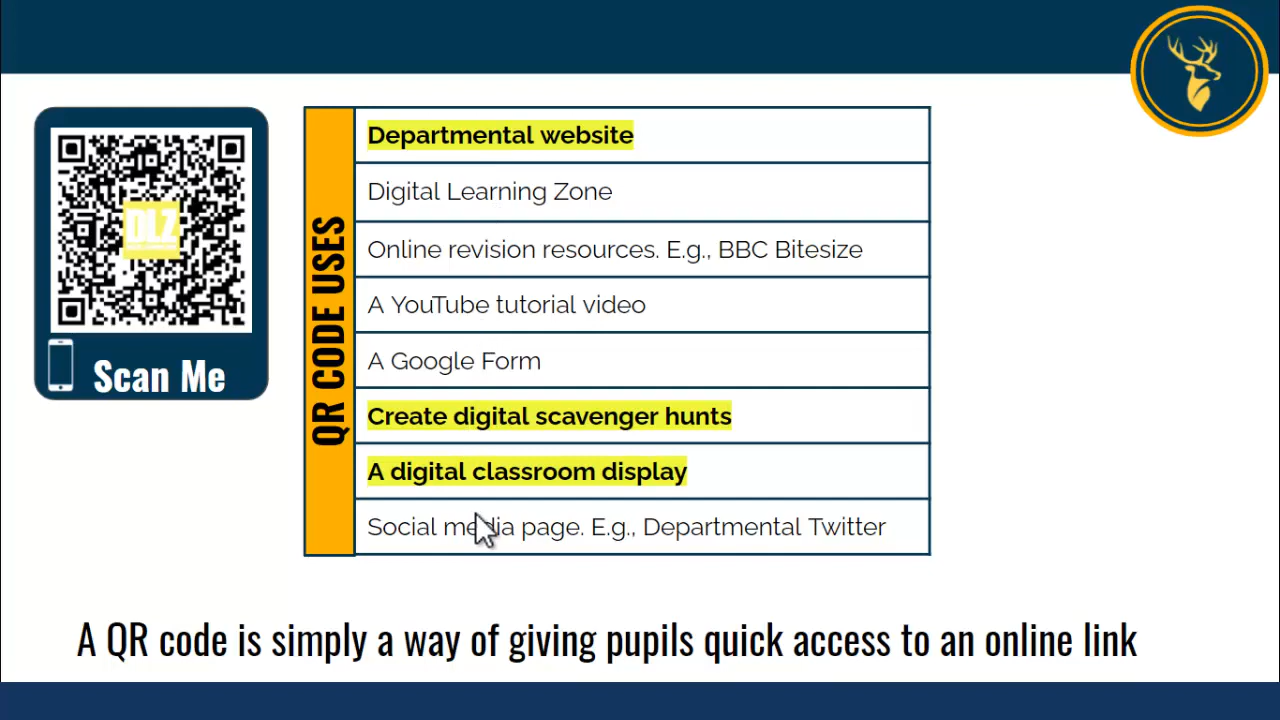 DLZ
Scan Me
QR CODE USES
Departmental website
Digital Learning Zone
Online revision resources. E.g., BBC Bitesize
A YouTube tutorial video
A Google Form
Create digital scavenger hunts
A digital classroom display
Social media page. E.g., Departmental Twitter
A QR code is simply a way of giving pupils quick access to an online link